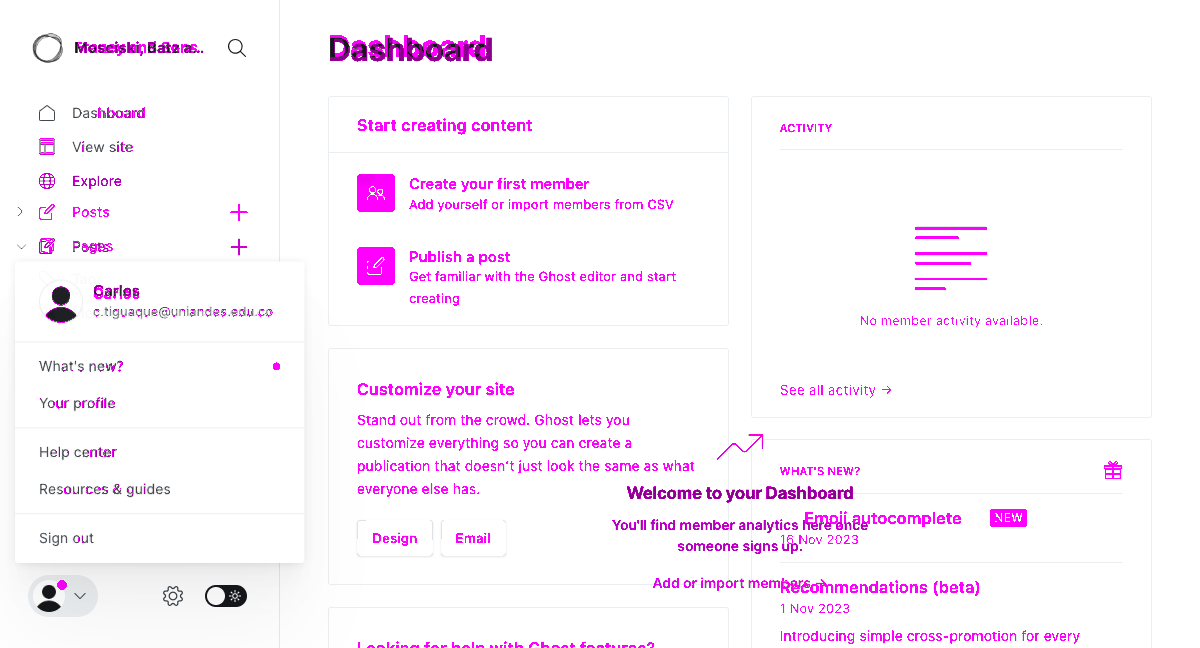 Dashboard
Dashboard
View site
Explore
Posts
Carlos
c.tiguaque@uniandes.edu.co
What's new?
Your profile
Help center
Resources & guides
Sign out
Start creating content
Create your first member
Add yourself or import members from CSV
Publish a post
Get familiar with the Ghost editor and start
creating
Customize your site
Stand out from the crowd. Ghost lets you
customize everything so you can create a
publication that doesn't just look the same as what
everyone else has.
Design
Email
Looking for help with Ghost features?
Welcome to your Dashboard
You'll find member analytics here once
someone signs up.
Add or import members →
ACTIVITY
No member activity available.
See all activity →
WHAT'S NEW?
Emoji autocomplete
NEW
16 Nov 2023
Recommendations (beta)
1 Nov 2023
Introducing simple cross-promotion for every